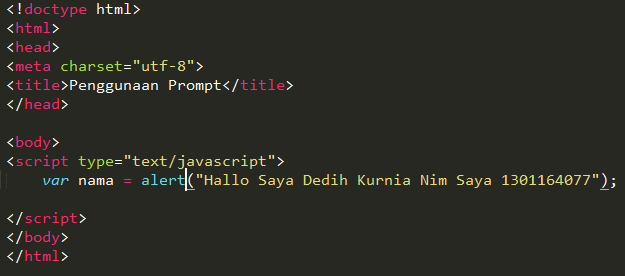 <!doctype html>
<html>
<head>
<meta charset="utf-8">
<title>Penggunaan Prompt</title>
</head>
<body>
<script type="text/javascript">
var nama = alert("Hallo Saya Dedih Kurnia Nim Saya 1301164077");
</script>
</body>
</html>